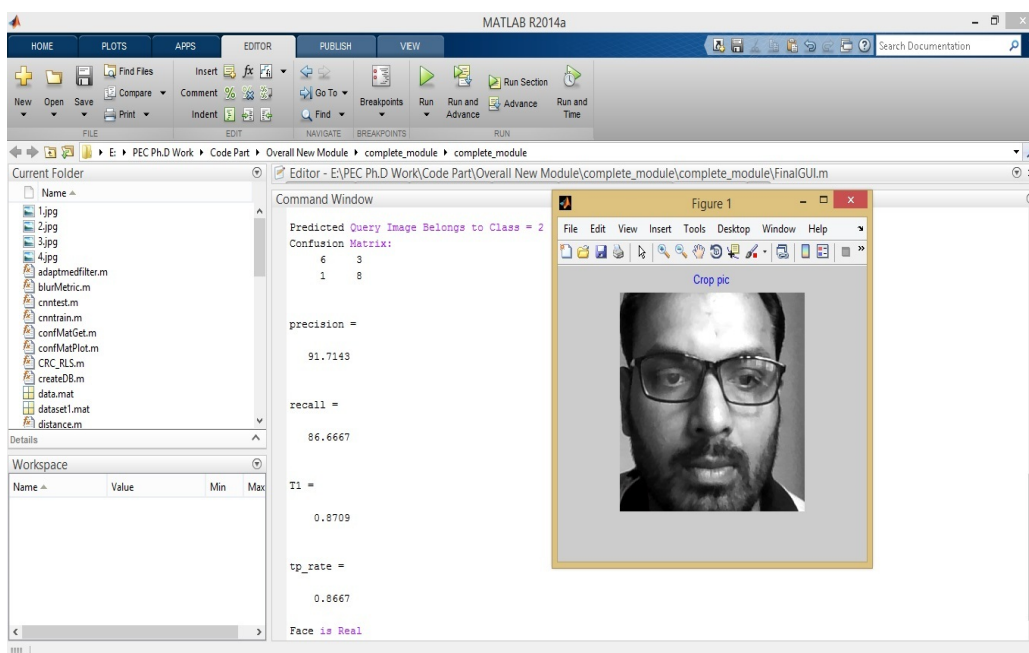 MATLAB R2014a
HOME PLOTS APPS EDITOR PUBLISH VIEW
Search Documentation
New Open Save
Find Files
Compare
Print
Insert fx
Comment
Indent
Go To
Find
Breakpoints
Run
Run and Advance
Run Section
Advance
Run and Time
FILE EDIT NAVIGATE BREAKPOINTS RUN
E: PEC Ph.D Work Code Part Overall New Module complete_module complete_module
Current Folder
Name
1.jpg
2.jpg
3.jpg
4.jpg
adaptmedfilter.m
blurMetric.m
cnntest.m
cnntrain.m
confMatGet.m
confMatPlot.m
CRC_RLS.m
createDB.m
data.mat
dataset1.mat
distance.m
Details
Workspace
Name Value Min Max
Editor - E:\PEC Ph.D Work\Code Part\Overall New Module\complete_module\complete_module\FinalGUI.m
Command Window
Predicted Query Image Belongs to Class = 2
Confusion Matrix:
6 3
1 8
precision =
91.7143
recall =
86.6667
T1 =
0.8709
tp_rate =
0.8667
Face is Real
Figure 1
File Edit View Insert Tools Desktop Window Help
Crop pic